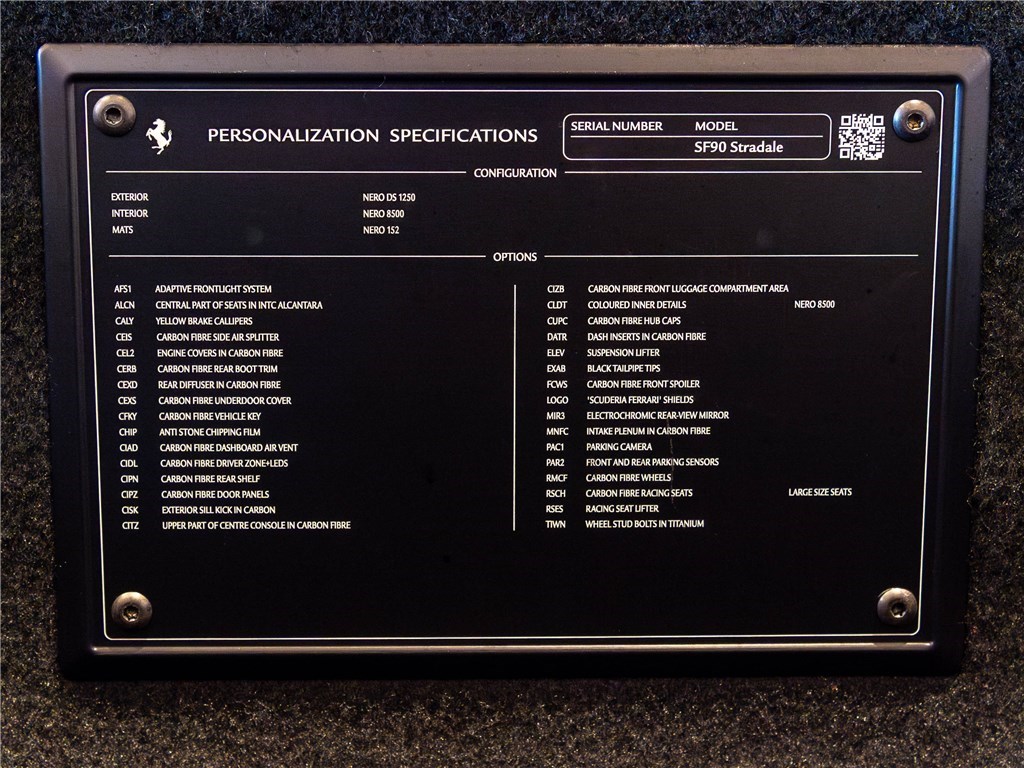 PERSONALIZATION SPECIFICATIONS
SERIAL NUMBER MODEL
SF90 Stradale
CONFIGURATION
EXTERIOR NERO DS 1250
INTERIOR NERO 8500
MATS NERO 152
OPTIONS
AFS1 ADAPTIVE FRONTLIGHT SYSTEM
ALCN CENTRAL PART OF SEATS IN INTC ALCANTARA
CALY YELLOW BRAKE CALLIPERS
CEIS CARBON FIBRE SIDE AIR SPLITTER
CEL2 ENGINE COVERS IN CARBON FIBRE
CERB CARBON FIBRE REAR BOOT TRIM
CEXD REAR DIFFUSER IN CARBON FIBRE
CEXS CARBON FIBRE UNDERDOOR COVER
CFKY CARBON FIBRE VEHICLE KEY
CHIP ANTI STONE CHIPPING FILM
CIAD CARBON FIBRE DASHBOARD AIR VENT
CIDL CARBON FIBRE DRIVER ZONE+LEDS
CIPN CARBON FIBRE REAR SHELF
CIPZ CARBON FIBRE DOOR PANELS
CISK EXTERIOR SILL KICK IN CARBON
CITZ UPPER PART OF CENTRE CONSOLE IN CARBON FIBRE
CIZB CARBON FIBRE FRONT LUGGAGE COMPARTMENT AREA
CLDT COLOURED INNER DETAILS NERO 8500
CUPC CARBON FIBRE HUB CAPS
DATR DASH INSERTS IN CARBON FIBRE
ELEV SUSPENSION LIFTER
EXAB BLACK TAILPIPE TIPS
FCWS CARBON FIBRE FRONT SPOILER
LOGO 'SCUDERIA FERRARI' SHIELDS
MIR3 ELECTROCHROMIC REAR-VIEW MIRROR
MNFC INTAKE PLENUM IN CARBON FIBRE
PAC1 PARKING CAMERA
PAR2 FRONT AND REAR PARKING SENSORS
RMCF CARBON FIBRE WHEELS
RSCH CARBON FIBRE RACING SEATS LARGE SIZE SEATS
RSES RACING SEAT LIFTER
TIWN WHEEL STUD BOLTS IN TITANIUM